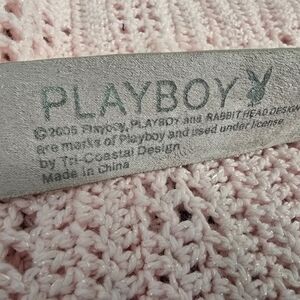 PLAYBOY
©2005 Playboy, PLAYBOY and RABBIT HEAD DESIGN
are marks of Playboy and used under license
by Tri-Coastal Design
Made in China